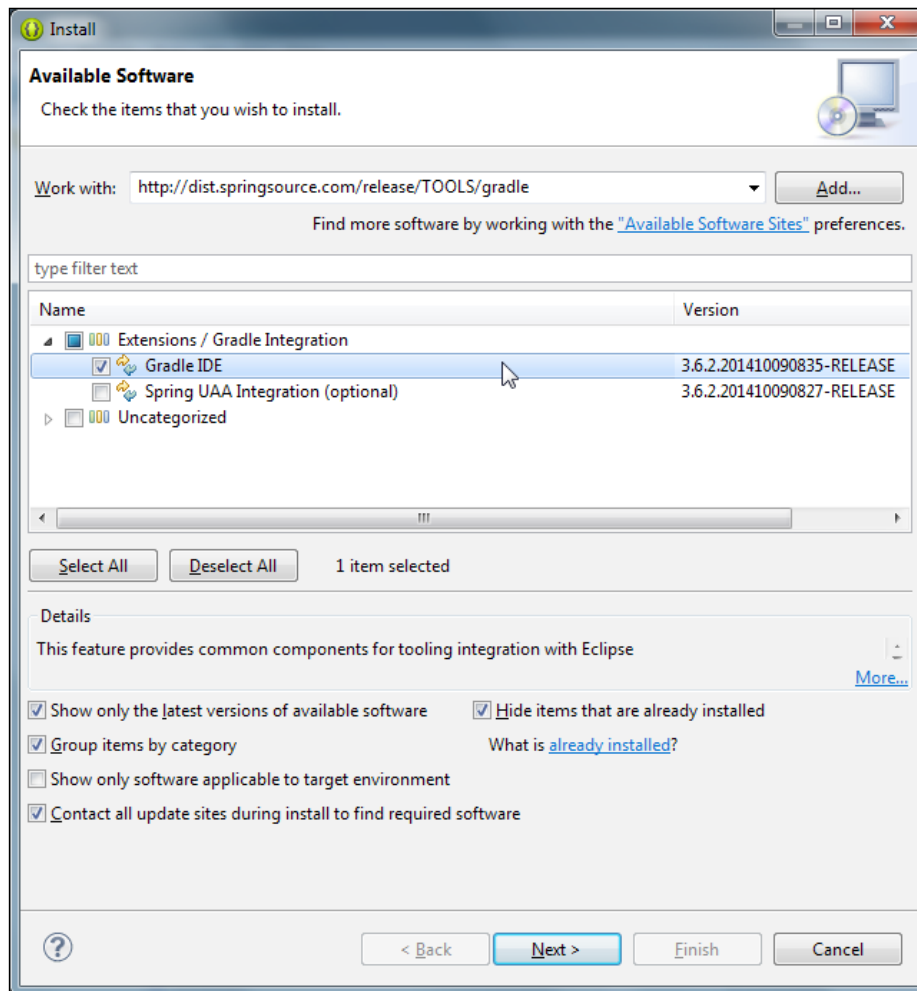 Install
Available Software
Check the items that you wish to install.
Work with: http://dist.springsource.com/release/TOOLS/gradle Add...
Find more software by working with the "Available Software Sites" preferences.
type filter text
Name Version
Extensions / Gradle Integration
Gradle IDE 3.6.2.201410090835-RELEASE
Spring UAA Integration (optional) 3.6.2.201410090827-RELEASE
Uncategorized
Select All Deselect All 1 item selected
Details
This feature provides common components for tooling integration with Eclipse
More...
Show only the latest versions of available software Hide items that are already installed
Group items by category What is already installed?
Show only software applicable to target environment
Contact all update sites during install to find required software
? < Back Next > Finish Cancel